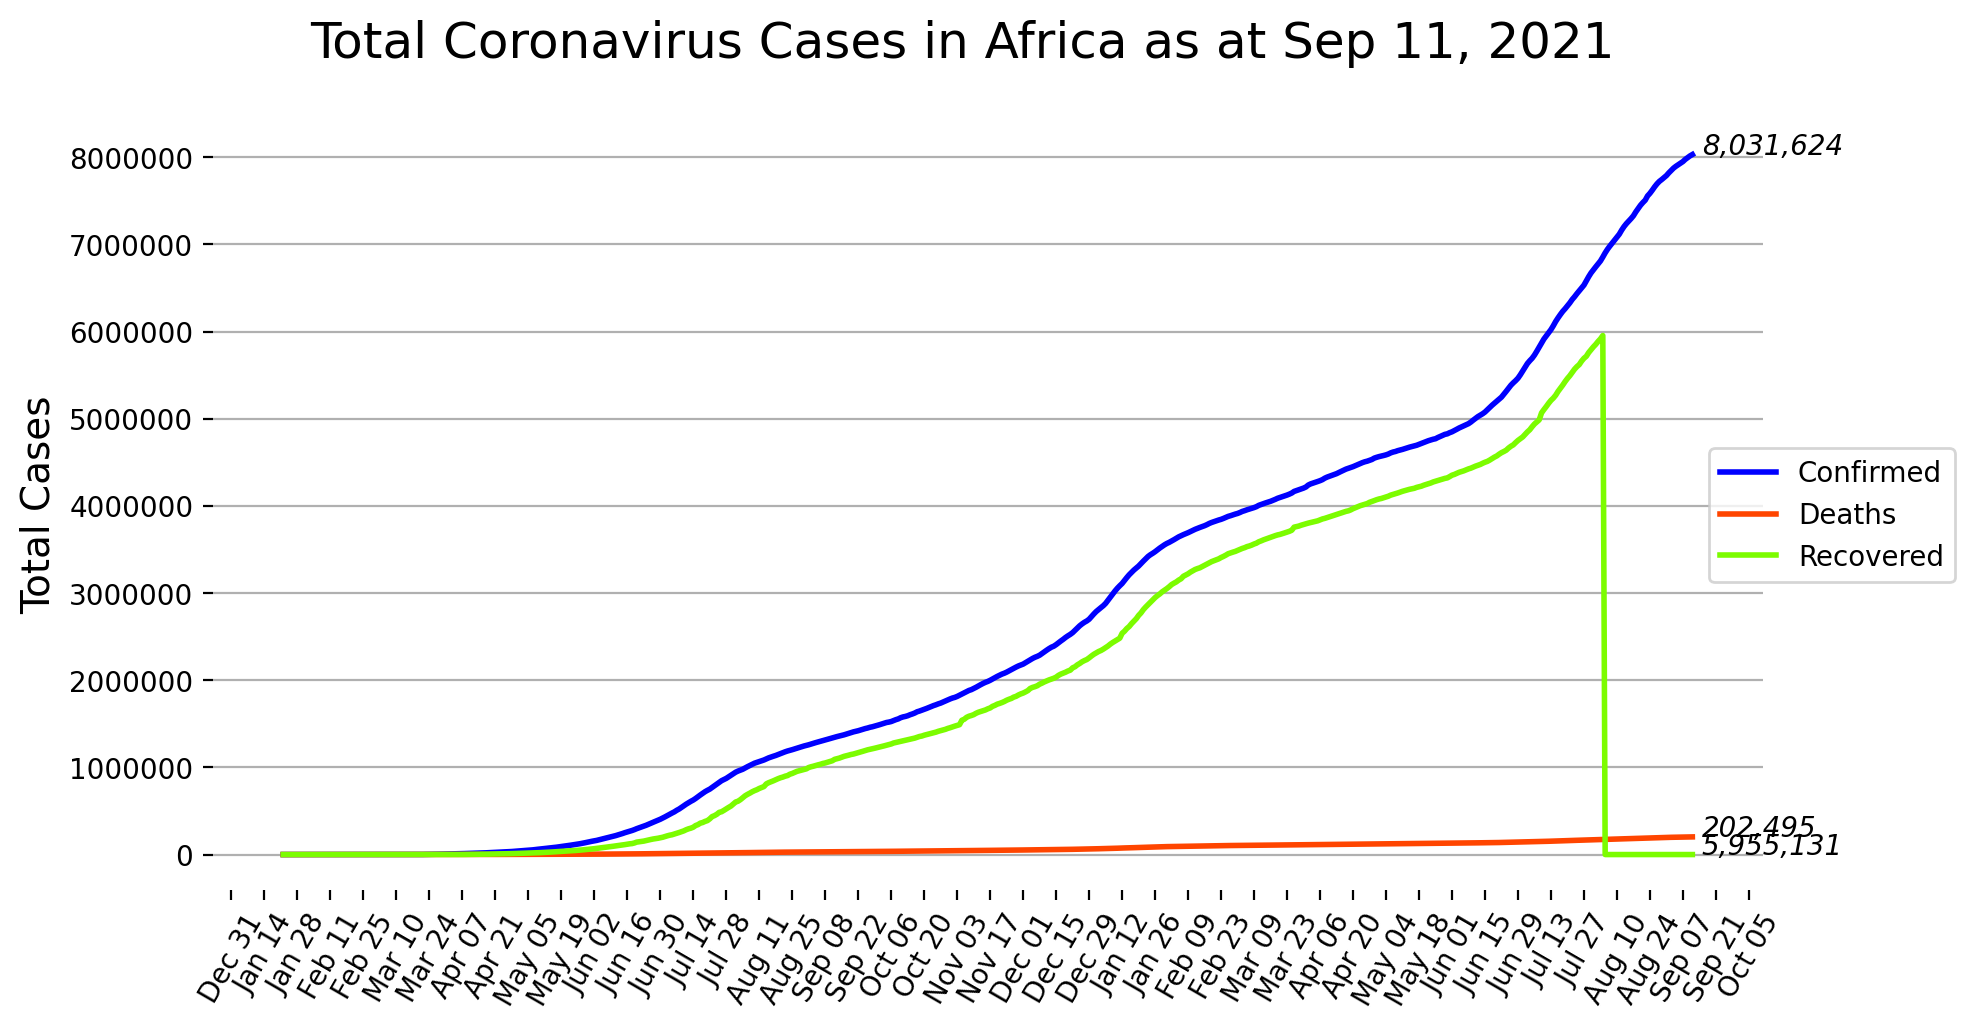 Total Coronavirus Cases in Africa as at Sep 11, 2021
Total Cases
8000000
7000000
6000000
5000000
4000000
3000000
2000000
1000000
0
8,031,624
202,495
5,955,131
Confirmed
Deaths
Recovered
Dec 31
Jan 14
Jan 28
Feb 11
Feb 25
Mar 10
Mar 24
Apr 07
Apr 21
May 05
May 19
Jun 02
Jun 16
Jun 30
Jul 14
Jul 28
Aug 11
Aug 25
Sep 08
Sep 22
Oct 06
Oct 20
Nov 03
Nov 17
Dec 01
Dec 15
Dec 29
Jan 12
Jan 26
Feb 09
Feb 23
Mar 09
Mar 23
Apr 06
Apr 20
May 04
May 18
Jun 01
Jun 15
Jun 29
Jul 13
Jul 27
Aug 10
Aug 24
Sep 07
Sep 21
Oct 05